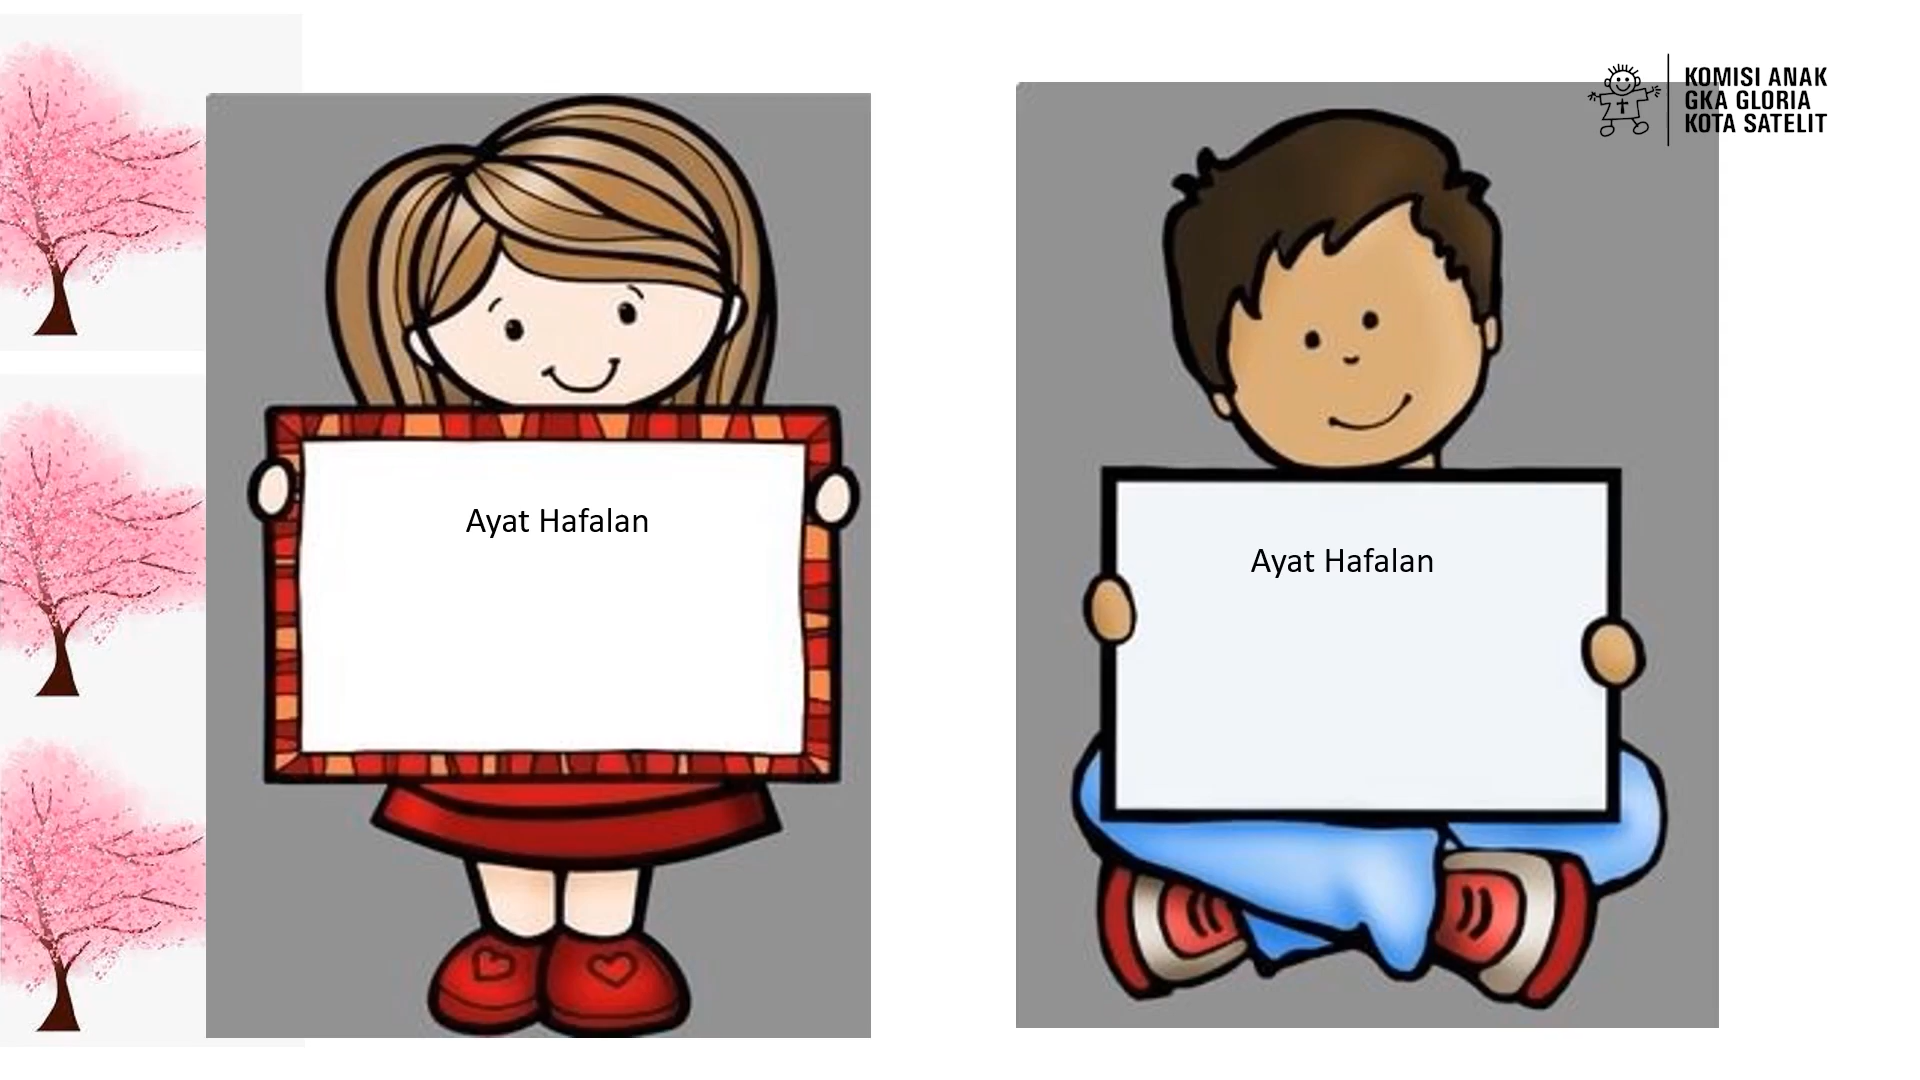 KOMISI ANAK
GKA GLORIA
KOTA SATELIT
Ayat Hafalan
Ayat Hafalan